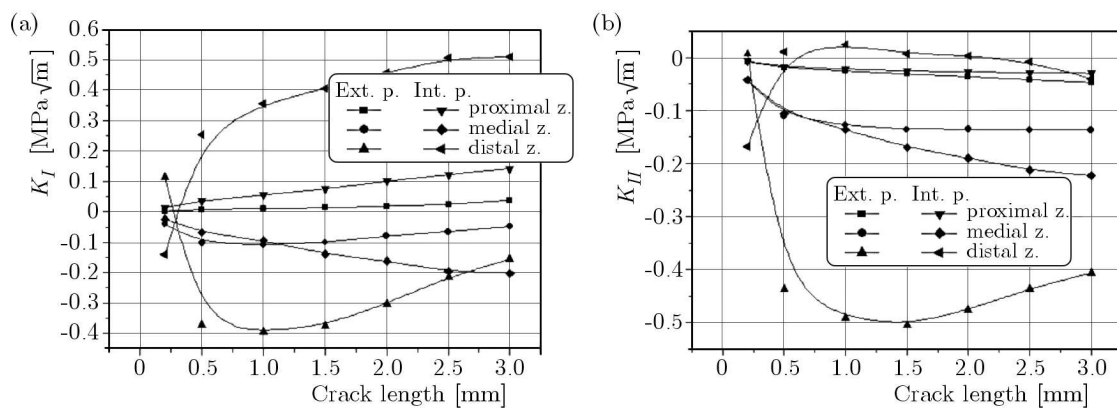 (a)
K_I [MPa√m]
0.6
0.5
0.4
0.3
0.2
0.1
0
-0.1
-0.2
-0.3
-0.4
Ext. p. Int. p.
proximal z.
medial z.
distal z.
0 0.5 1.0 1.5 2.0 2.5 3.0
Crack length [mm]
(b)
K_II [MPa√m]
0
-0.1
-0.2
-0.3
-0.4
-0.5
Ext. p. Int. p.
proximal z.
medial z.
distal z.
0 0.5 1.0 1.5 2.0 2.5 3.0
Crack length [mm]